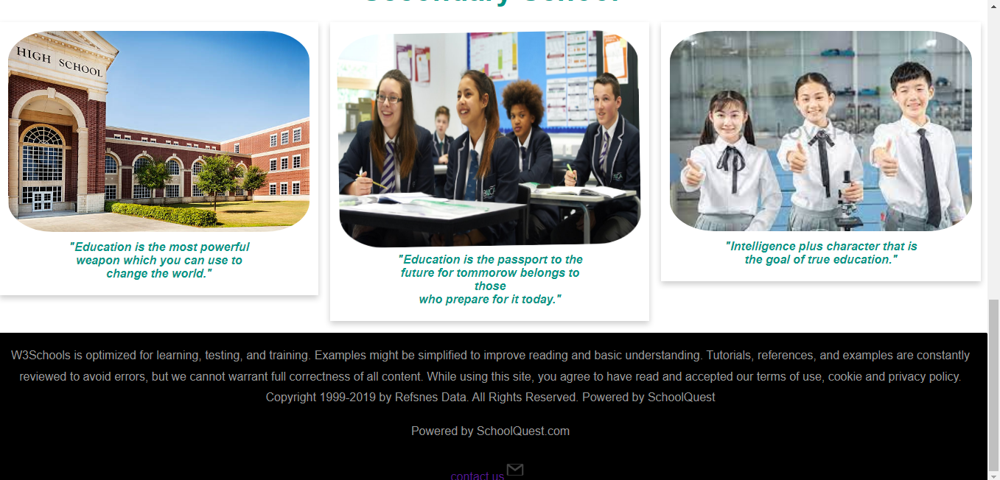 Secondary School
HIGH SCHOOL
"Education is the most powerful
weapon which you can use to
change the world."
"Education is the passport to the
future for tommorow belongs to
those
who prepare for it today."
"Intelligence plus character that is
the goal of true education."
W3Schools is optimized for learning, testing, and training. Examples might be simplified to improve reading and basic understanding. Tutorials, references, and examples are constantly
reviewed to avoid errors, but we cannot warrant full correctness of all content. While using this site, you agree to have read and accepted our terms of use, cookie and privacy policy.
Copyright 1999-2019 by Refsnes Data. All Rights Reserved. Powered by SchoolQuest
Powered by SchoolQuest.com
contact us